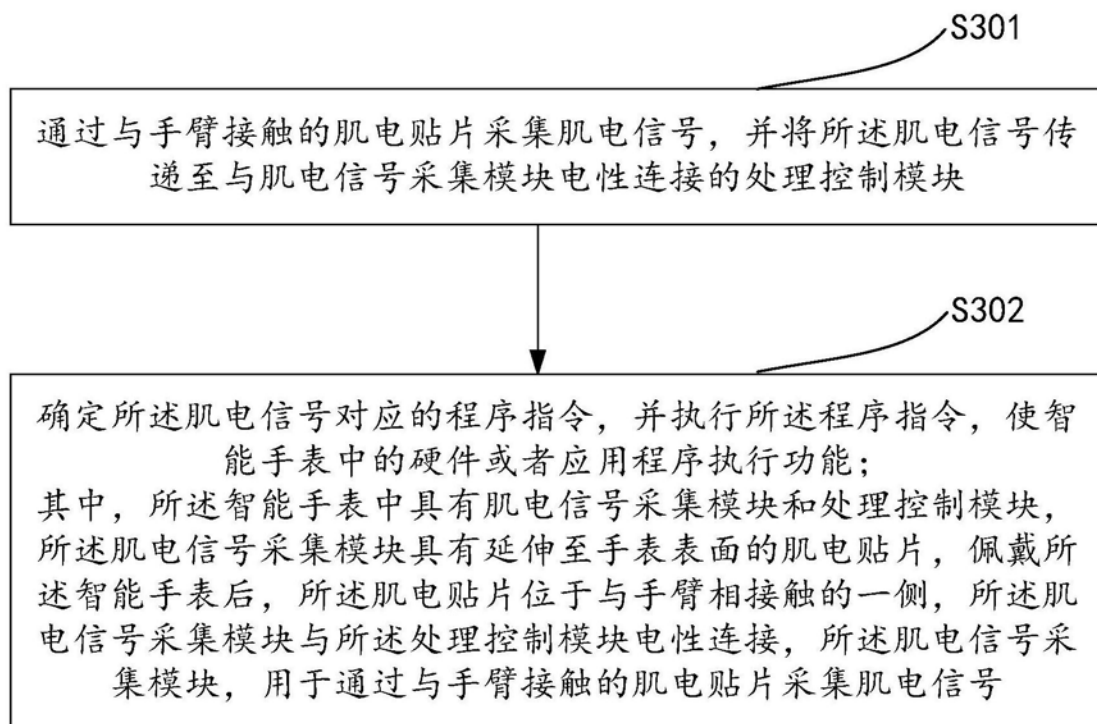 S301
通过与手臂接触的肌电贴片采集肌电信号，并将所述肌电信号传
递至与肌电信号采集模块电性连接的处理控制模块
S302
确定所述肌电信号对应的程序指令，并执行所述程序指令，使智
能手表中的硬件或者应用程序执行功能；
其中，所述智能手表中具有肌电信号采集模块和处理控制模块，
所述肌电信号采集模块具有延伸至手表表面的肌电贴片，佩戴所
述智能手表后，所述肌电贴片位于与手臂相接触的一侧，所述肌
电信号采集模块与所述处理控制模块电性连接，所述肌电信号采
集模块，用于通过与手臂接触的肌电贴片采集肌电信号